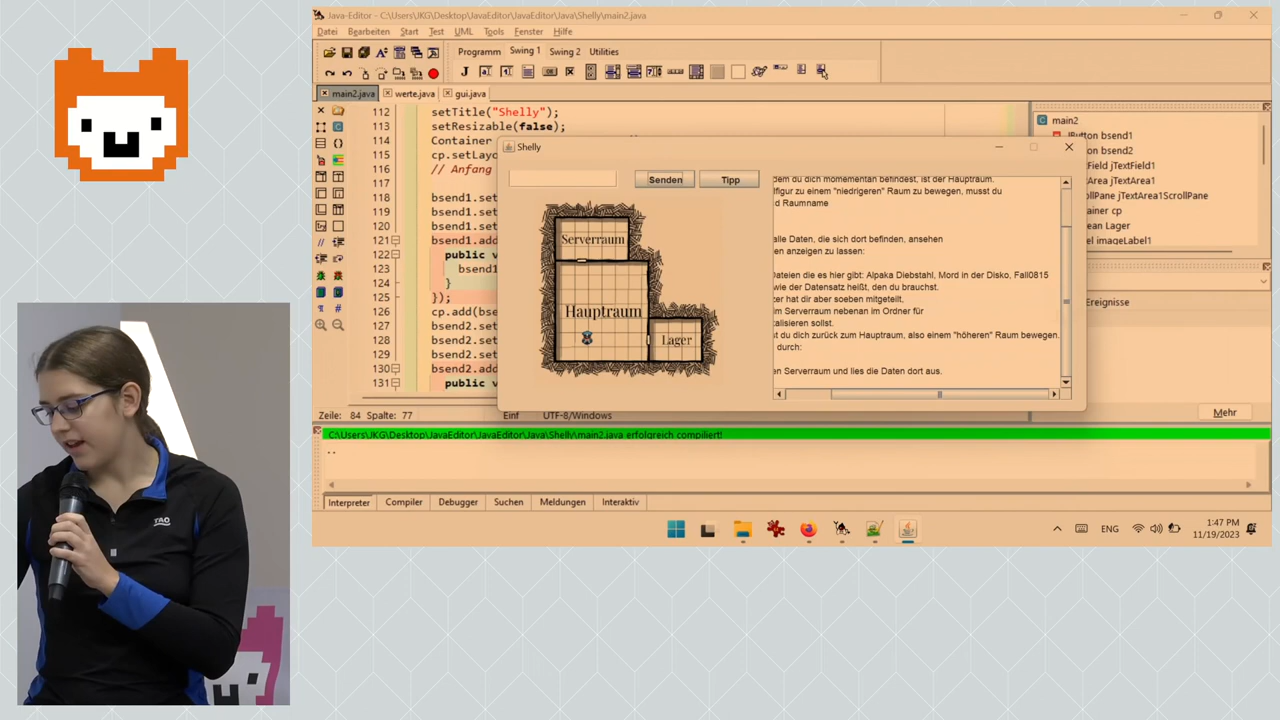 Java-Editor - C:\Users\JKG\Desktop\JavaEditor\JavaEditor\Java\Shelly\main2.java
Datei Bearbeiten Start Test UML Tools Fenster Hilfe
Programm Swing 1 Swing 2 Utilities
main2.java werte.java gui.java
112 setTitle("Shelly");
113 setResizable(false);
114 Container
115 cp.setLayo
116 // Anfang
117
118 bsend1.set
119 bsend1.set
120 bsend1.set
121 bsend1.add
122 public v
123 bsend1
124 }
125 });
126 cp.add(bse
127 bsend2.set
128 bsend2.set
129 bsend2.set
130 bsend2.add
131 public v
Shelly
Senden Tipp
Serverraum
Hauptraum
Lager
dem du dich momementan befindest, ist der Hauptraum.
lfigur zu einem "niedrigeren" Raum zu bewegen, musst du
d Raumname
alle Daten, die sich dort befinden, ansehen
en anzeigen zu lassen:
Dateien die es hier gibt: Alpaka Diebstahl, Mord in der Disko, Fall0815
wie der Datensatz heißt, den du brauchst.
zer hat dir aber soeben mitgeteilt,
m Serverraum nebenan im Ordner für
alisieren sollst.
t du dich zurück zum Hauptraum, also einem "höheren" Raum bewegen.
durch:
en Serverraum und lies die Daten dort aus.
main2
JButton bsend1
on bsend2
Field jTextField1
Area jTextArea1
ollPane jTextArea1ScrollPane
ainer cp
ean Lager
el imageLabel1
Ereignisse
Mehr
Zeile: 84 Spalte: 77 Einf UTF-8/Windows
C:\Users\JKG\Desktop\JavaEditor\JavaEditor\Java\Shelly\main2.java erfolgreich compiliert!
Interpreter Compiler Debugger Suchen Meldungen Interaktiv
ENG
1:47 PM
11/19/2023
TAO